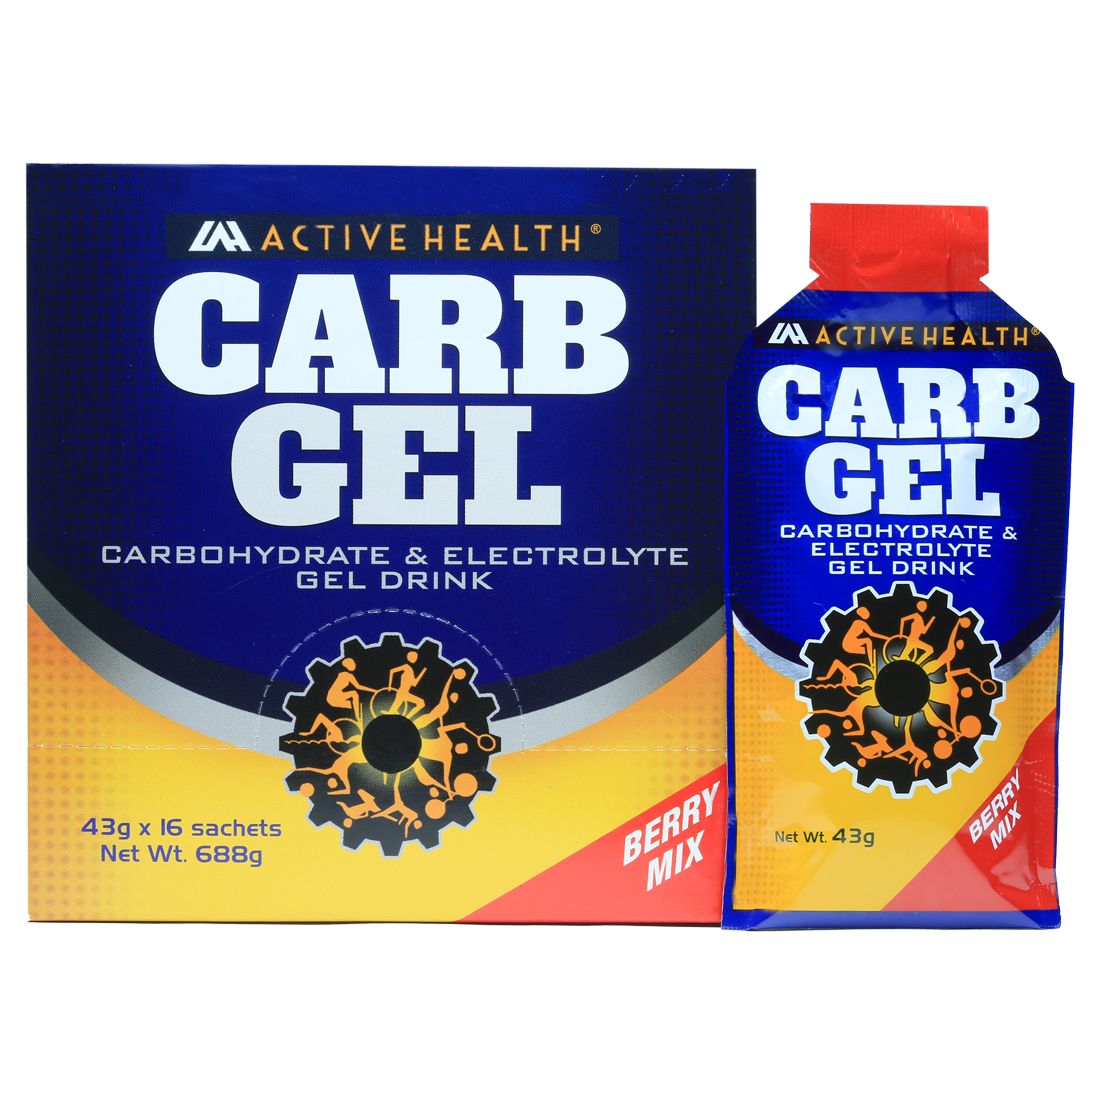 ACTIVE HEALTH®
CARB
GEL
CARBOHYDRATE & ELECTROLYTE
GEL DRINK
43g x 16 sachets
Net Wt. 688g
BERRY
MIX
ACTIVE HEALTH®
CARB
GEL
CARBOHYDRATE &
ELECTROLYTE
GEL DRINK
Net Wt. 43g
BERRY
MIX